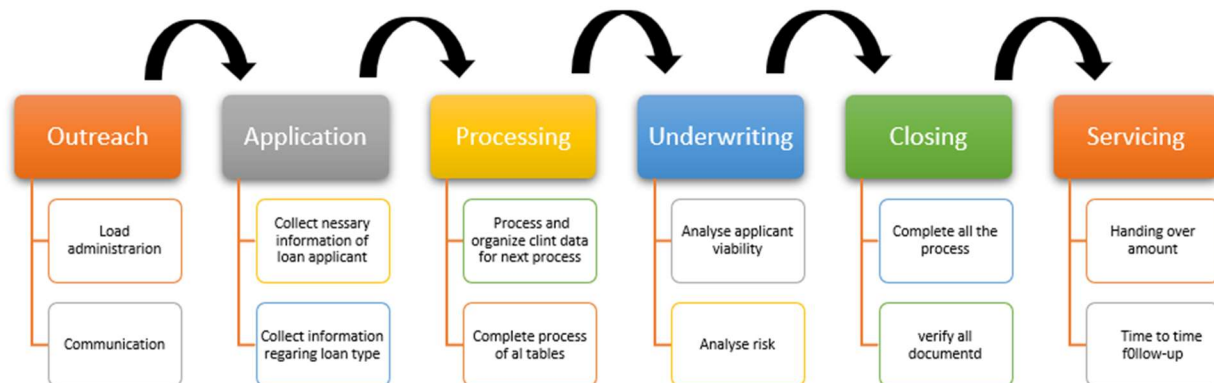 Outreach
Application
Processing
Underwriting
Closing
Servicing
Load
administrarion
Collect nessary
information of
loan applicant
Process and
organize clint data
for next process
Analyse applicant
viability
Complete all the
process
Handing over
amount
Communication
Collect information
regaring loan type
Complete process
of al tables
Analyse risk
verify all
documentd
Time to time
f0llow-up